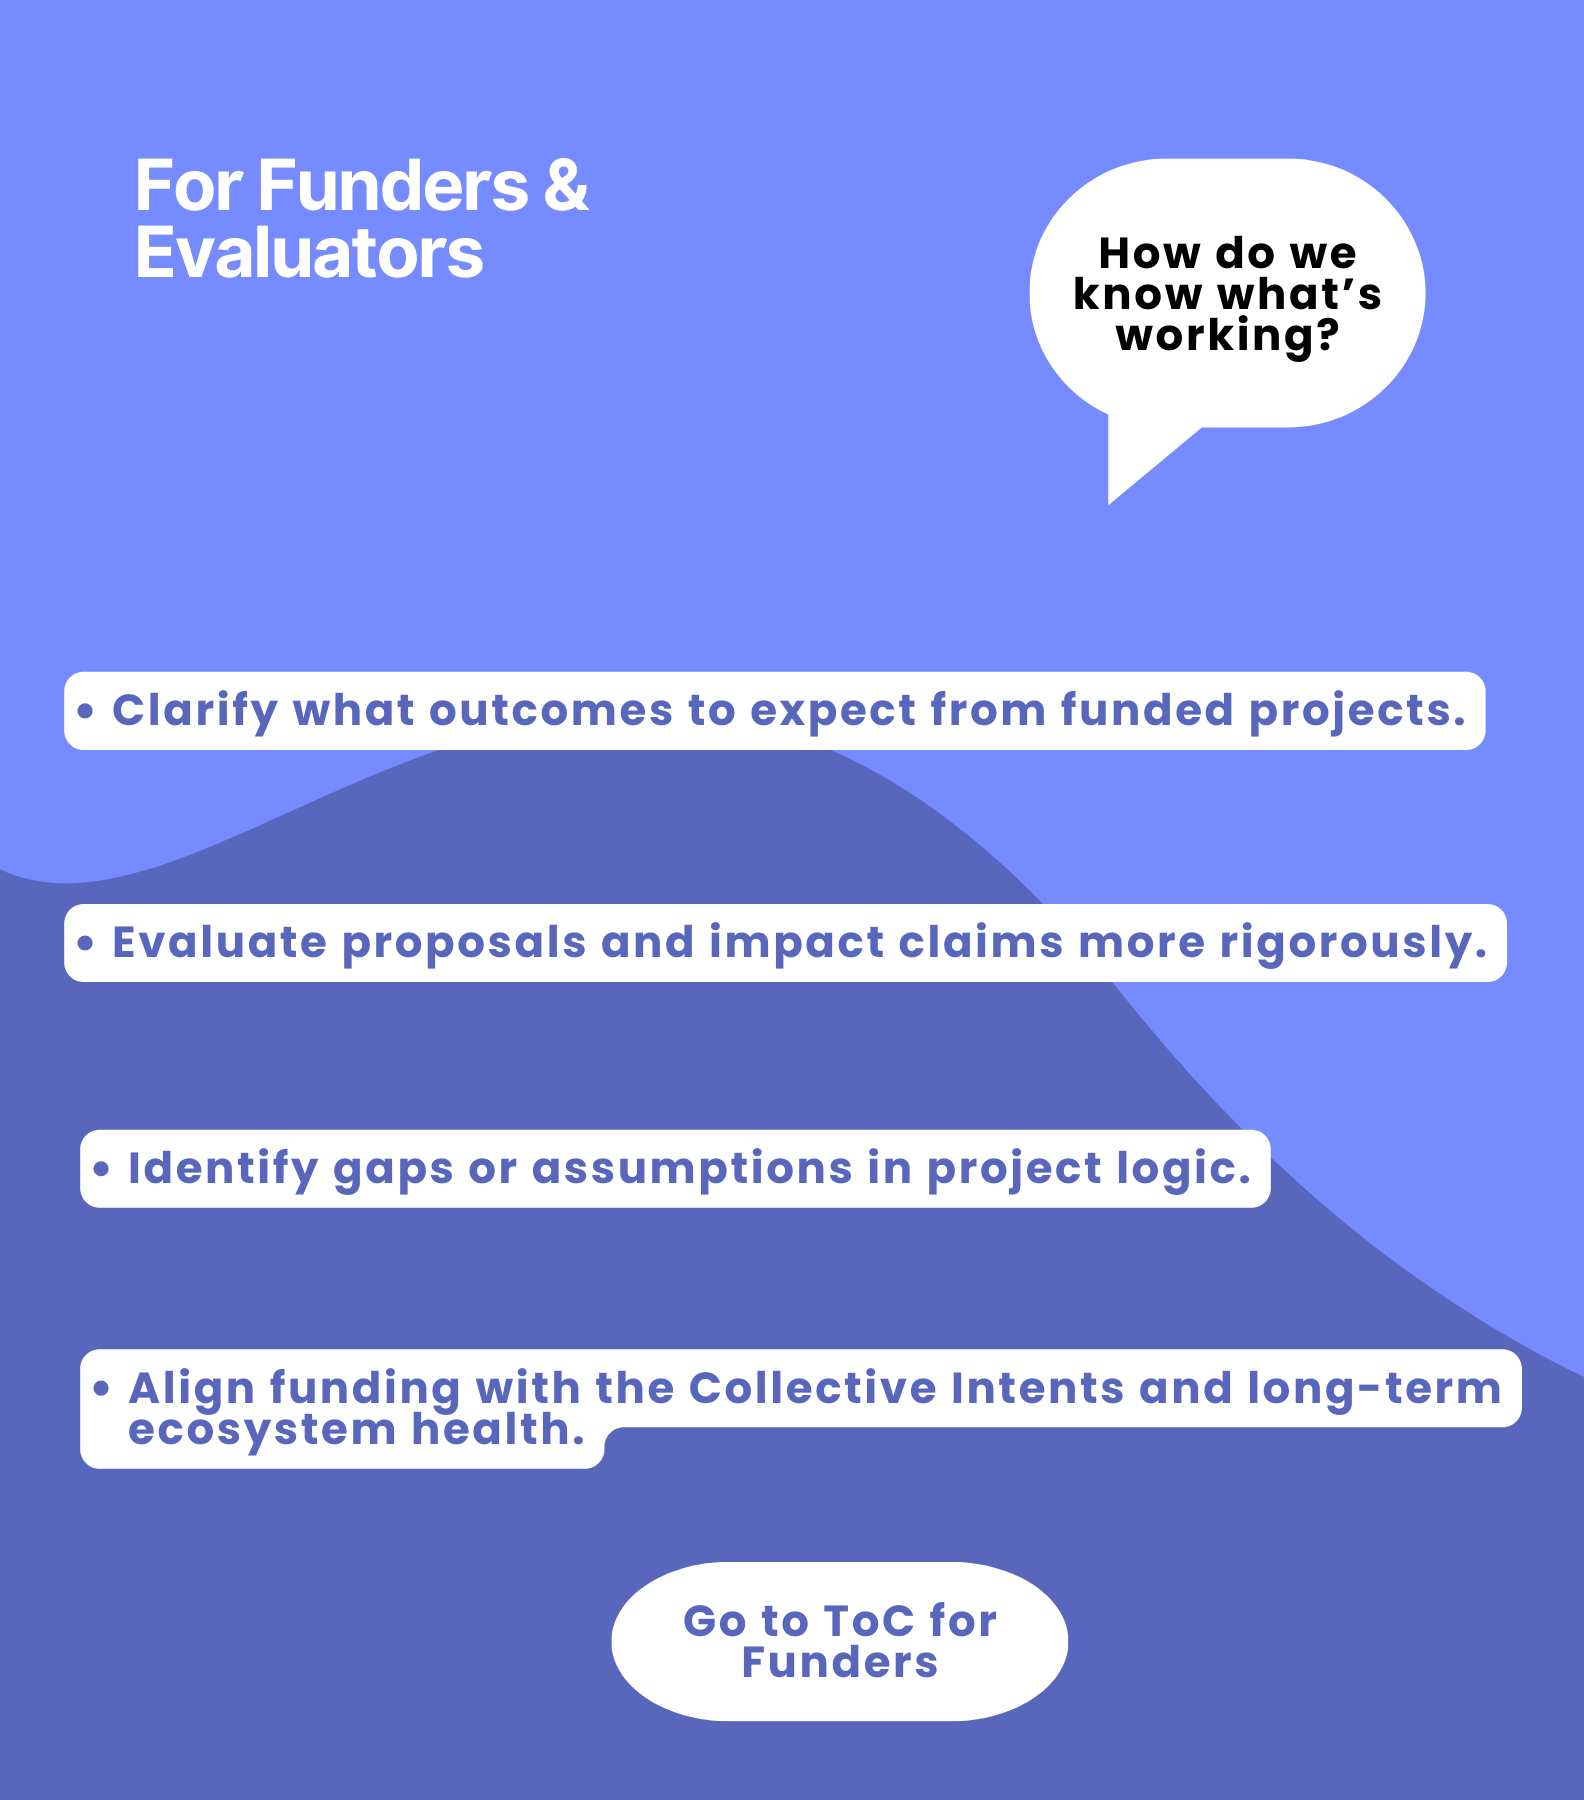 For Funders &
Evaluators
How do we
know what’s
working?
• Clarify what outcomes to expect from funded projects.
• Evaluate proposals and impact claims more rigorously.
• Identify gaps or assumptions in project logic.
• Align funding with the Collective Intents and long-term
ecosystem health.
Go to ToC for
Funders